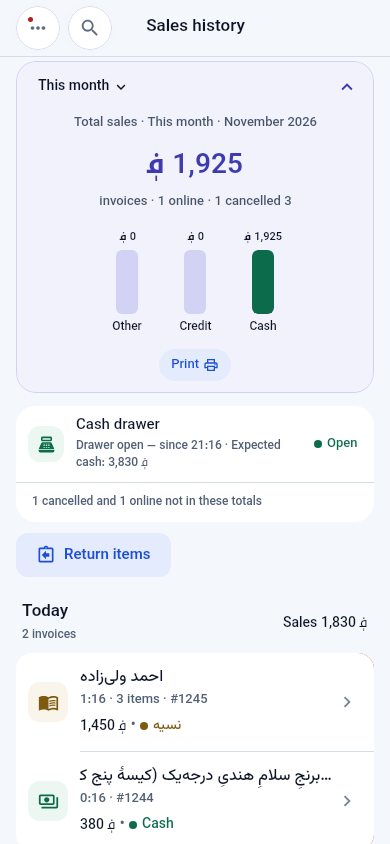 Sales history
This month
Total sales · This month · November 2026
؋ 1,925
invoices · 1 online · 1 cancelled 3
؋ 0
؋ 0
؋ 1,925
Other
Credit
Cash
Print
Cash drawer
Drawer open — since 21:16 · Expected
cash: 3,830 ؋
Open
1 cancelled and 1 online not in these totals
Return items
Today
Sales 1,830 ؋
2 invoices
احمد ولی‌زاده
1:16 · 3 items · #1245
1,450 ؋ • نسیه
برنجِ سلامِ هندیِ درجه‌یک (کیسهٔ پنج ک...
0:16 · #1244
380 ؋ • Cash